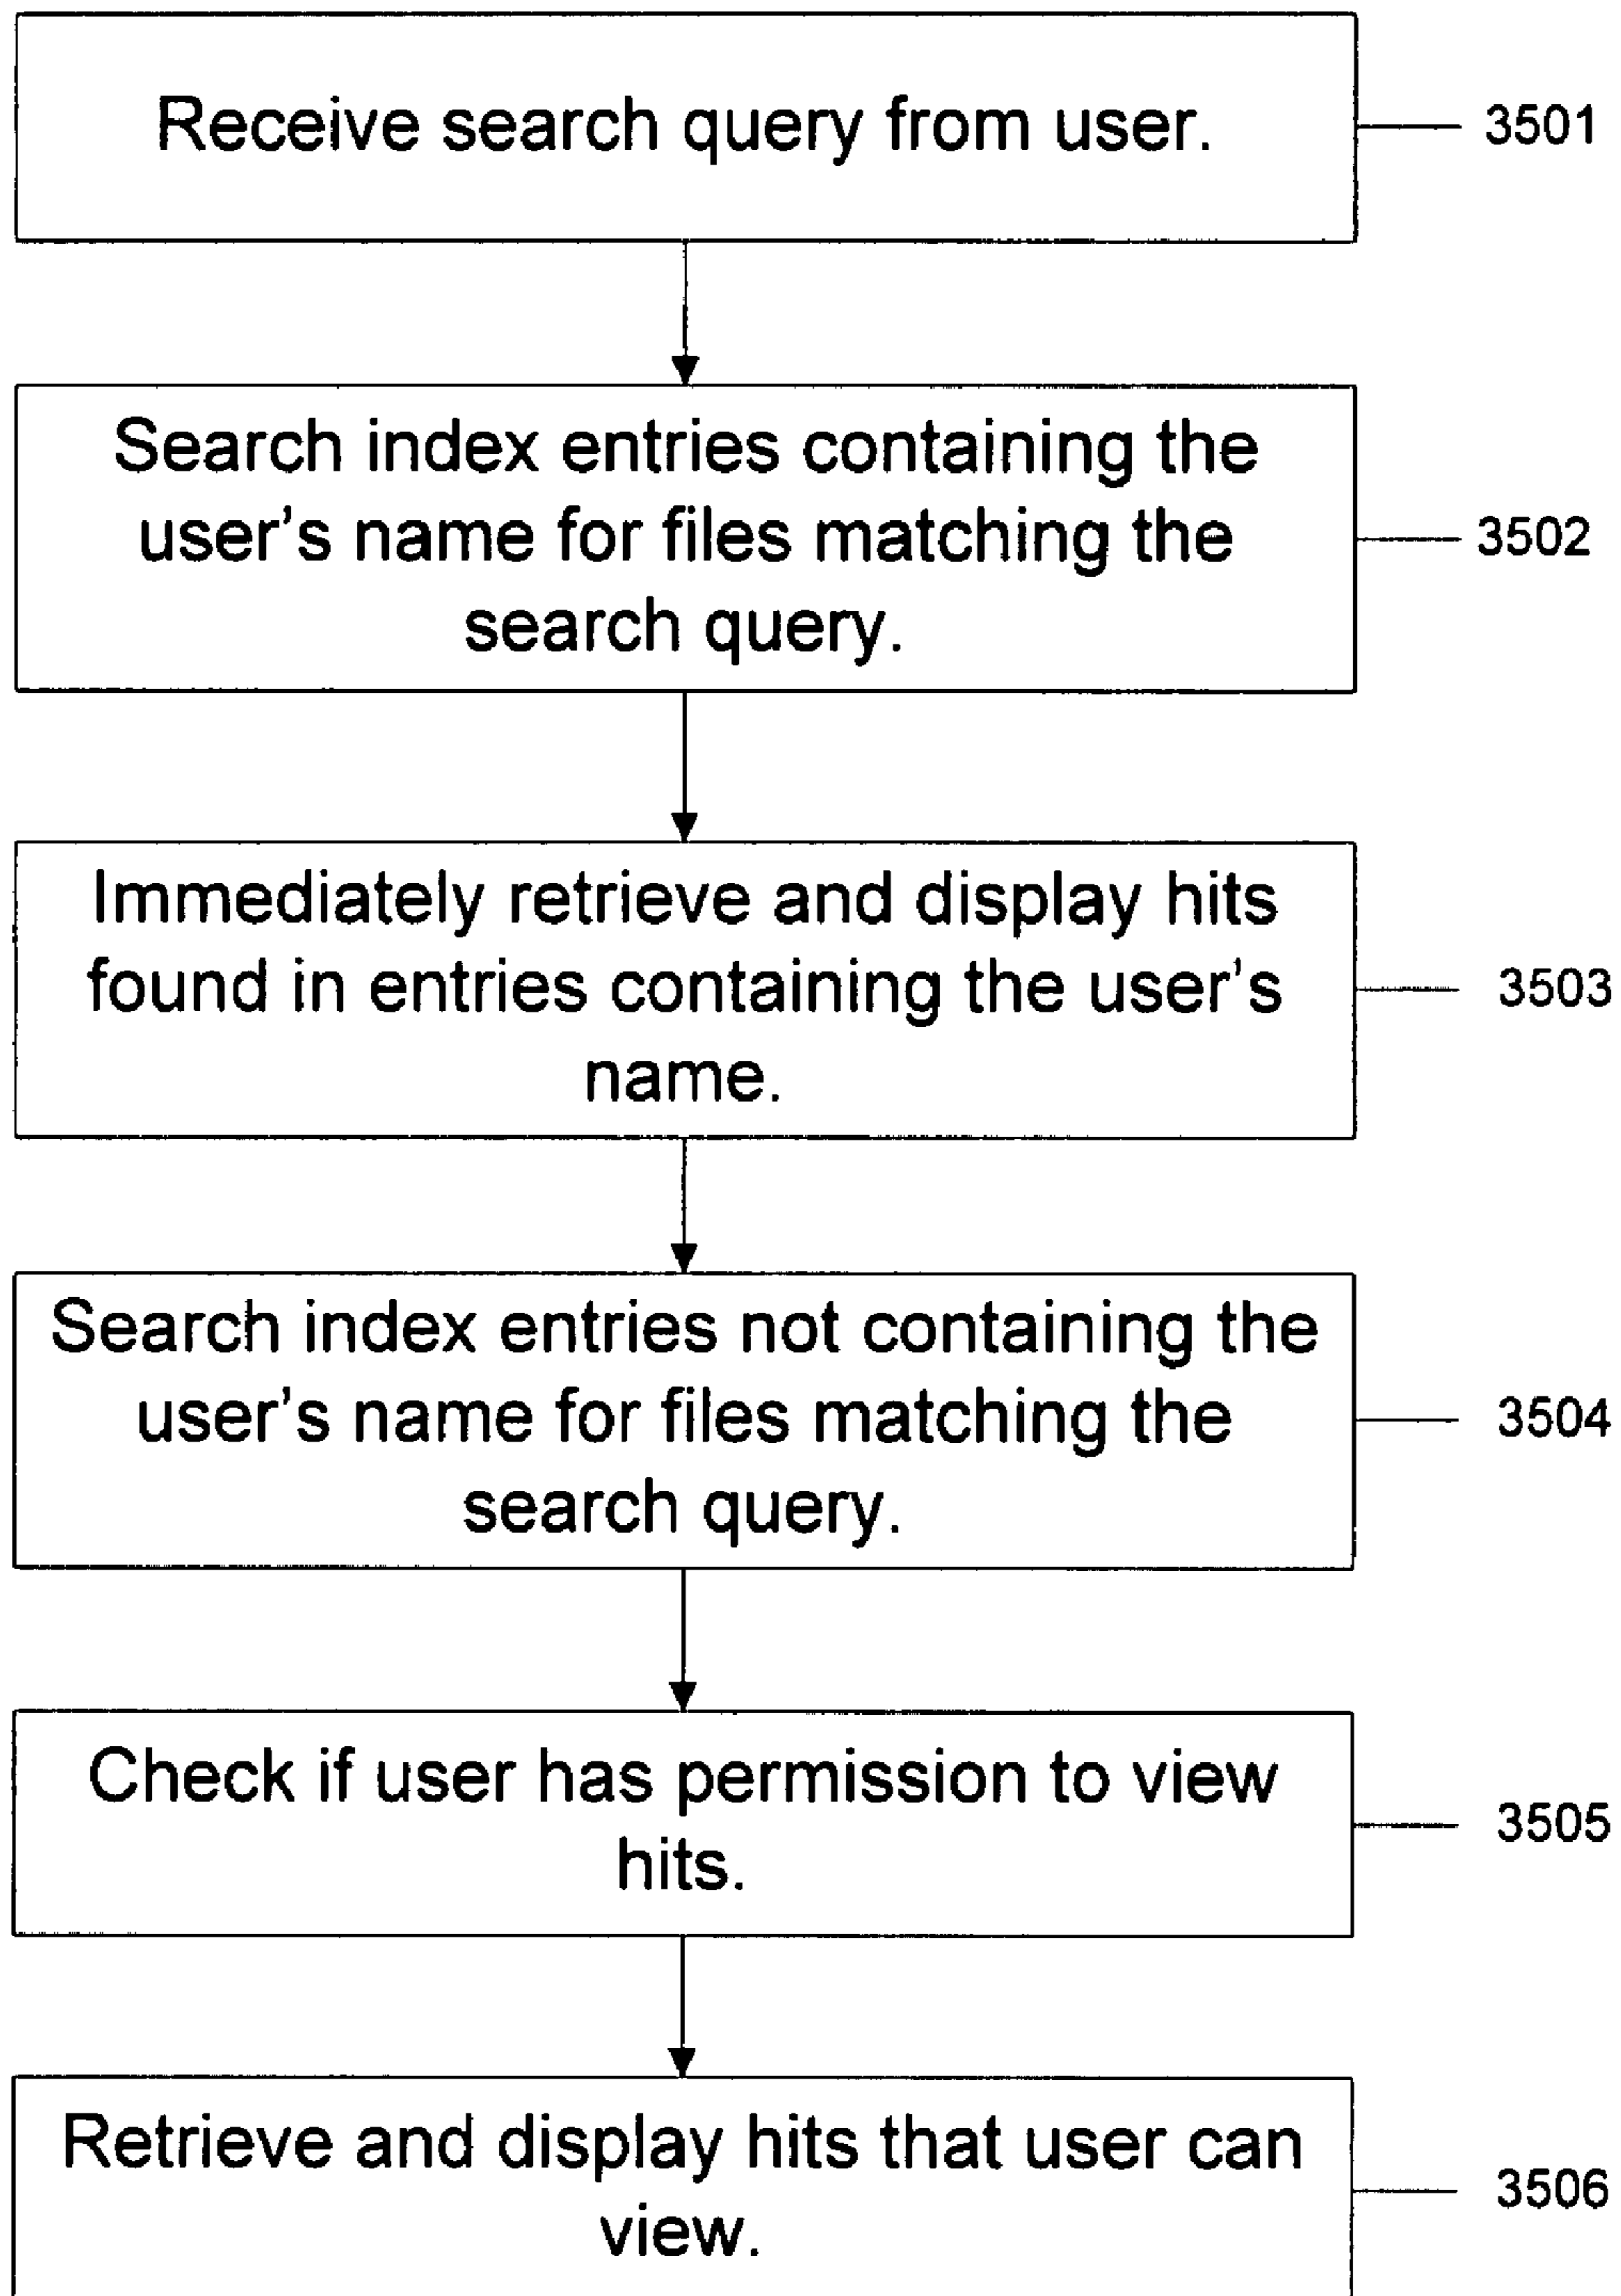 Receive search query from user.
3501
Search index entries containing the
user's name for files matching the
search query.
3502
Immediately retrieve and display hits
found in entries containing the user's
name.
3503
Search index entries not containing the
user's name for files matching the
search query.
3504
Check if user has permission to view
hits.
3505
Retrieve and display hits that user can
view.
3506